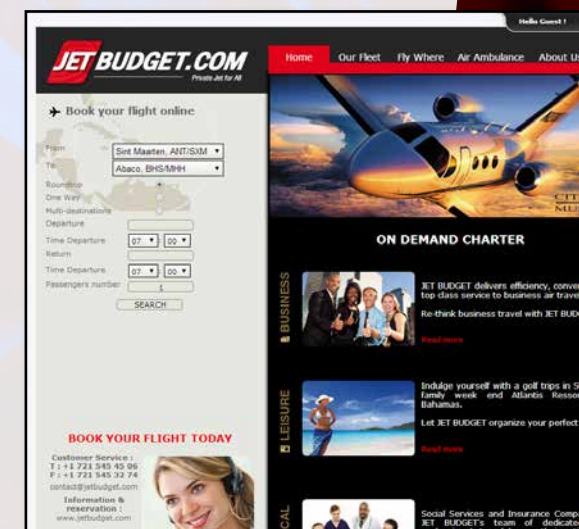 Hello Guest !
JET BUDGET.COM
Private Jet for All
Home Our Fleet Fly Where Air Ambulance About Us
Book your flight online
From Sint Maarten, ANT/SXM
To Abaco, BHS/MHH
Roundtrip
One Way
Multi-destinations
Departure
Time Departure 07 : 00
Return
Time Departure 07 : 00
Passengers number 1
SEARCH
ON DEMAND CHARTER
BUSINESS
JET BUDGET delivers efficiency,
top class service to business air
Re-think business travel with JET
Read more
LEISURE
Indulge yourself with a golf trips in
family week end Atlantis Ressor
Bahamas.
Let JET BUDGET organize your perfect
Read more
Social Services and Insurance
JET BUDGET's team of dedicated
BOOK YOUR FLIGHT TODAY
Customer Service :
T : +1 721 545 45 06
F : +1 721 545 32 74
contact@jetbudget.com
Information &
reservation :
www.jetbudget.com